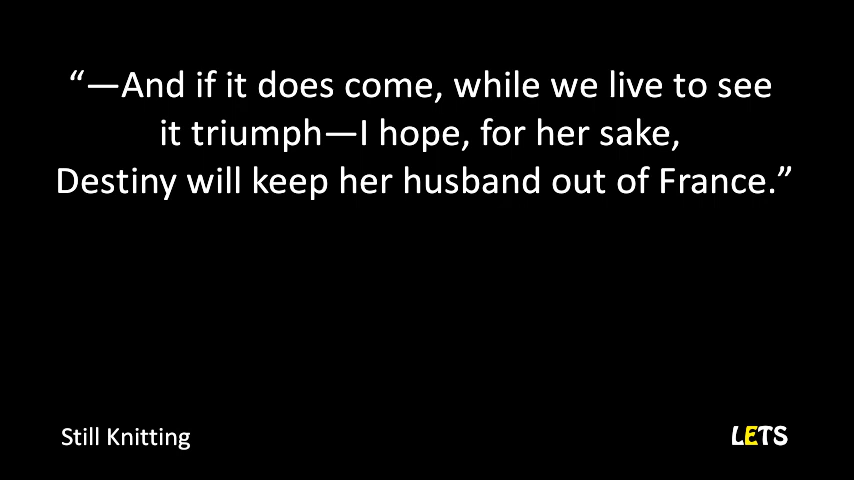 “—And if it does come, while we live to see
it triumph—I hope, for her sake,
Destiny will keep her husband out of France.”
Still Knitting
LETS